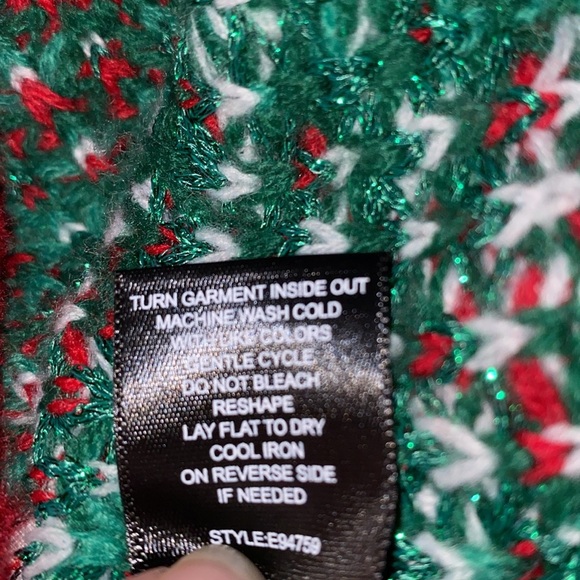 TURN GARMENT INSIDE OUT
MACHINE WASH COLD
WITH LIKE COLORS
GENTLE CYCLE
DO NOT BLEACH
RESHAPE
LAY FLAT TO DRY
COOL IRON
ON REVERSE SIDE
IF NEEDED
STYLE:E94759